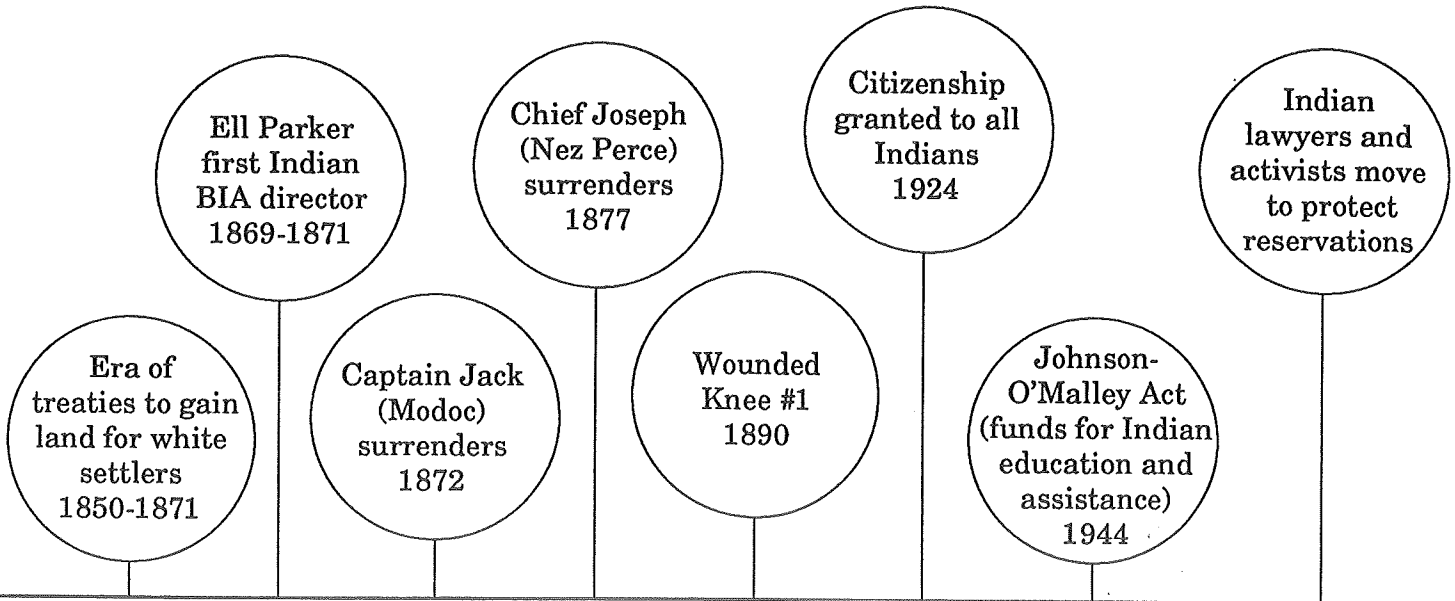 Era of
treaties to gain
land for white
settlers
1850-1871
Ell Parker
first Indian
BIA director
1869-1871
Captain Jack
(Modoc)
surrenders
1872
Chief Joseph
(Nez Perce)
surrenders
1877
Wounded
Knee #1
1890
Citizenship
granted to all
Indians
1924
Johnson-
O'Malley Act
(funds for Indian
education and
assistance)
1944
Indian
lawyers and
activists move
to protect
reservations